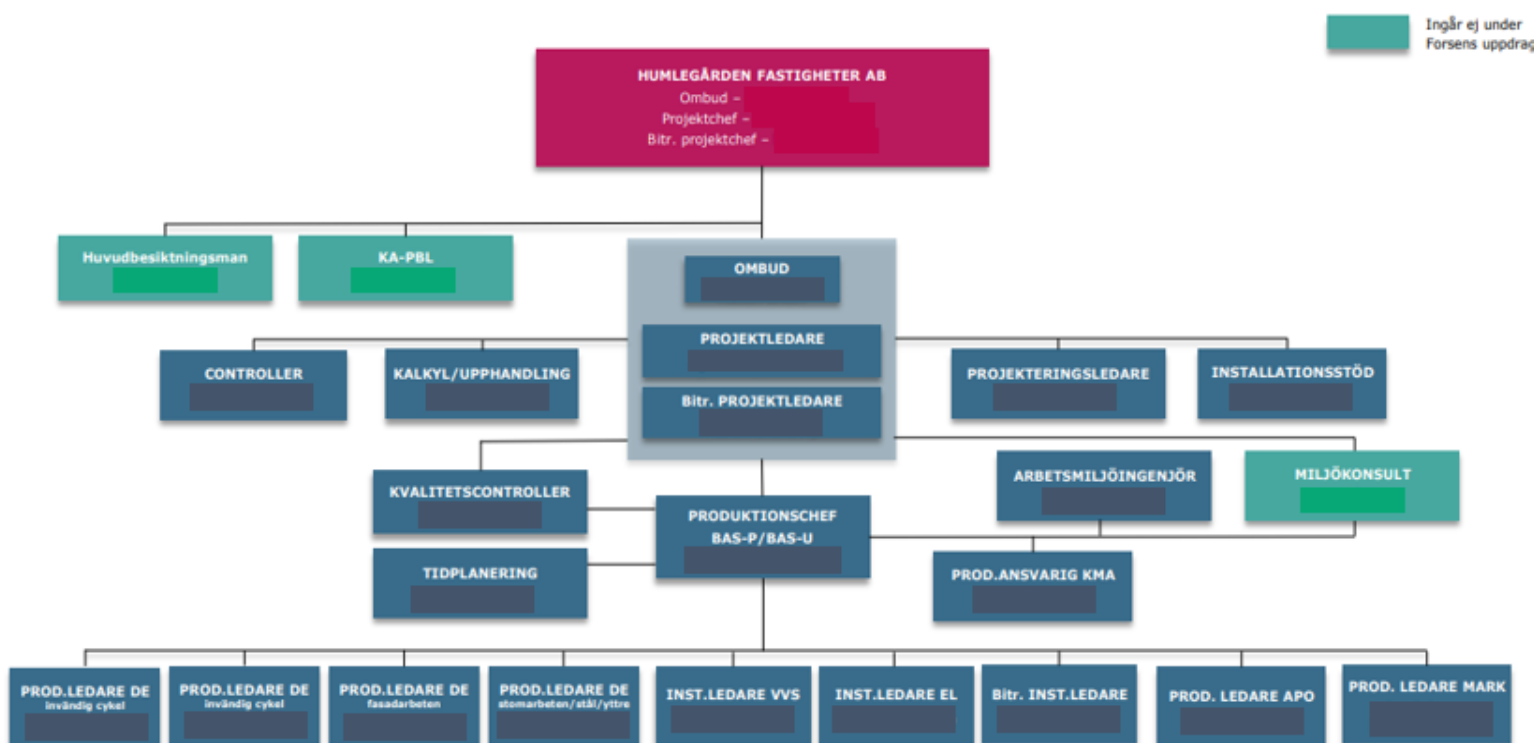 Ingår ej under
Forsens uppdrag
HUMLEGÅRDEN FASTIGHETER AB
Ombud –
Projektchef –
Bitr. projektchef –
Huvudbesiktningsman
KA-PBL
OMBUD
PROJEKTLEDARE
CONTROLLER
KALKYL/UPPHANDLING
PROJEKTERINGSLEDARE
INSTALLATIONSSTÖD
Bitr. PROJEKTLEDARE
KVALITETSCONTROLLER
ARBETSMILJÖINGENJÖR
MILJÖKONSULT
PRODUKTIONSCHEF
BAS-P/BAS-U
TIDPLANERING
PROD.ANSVARIG KMA
PROD.LEDARE DE
invändig cykel
PROD.LEDARE DE
invändig cykel
PROD.LEDARE DE
fasadarbeten
PROD.LEDARE DE
stomarbeten/stål/yttre
INST.LEDARE VVS
INST.LEDARE EL
Bitr. INST.LEDARE
PROD. LEDARE APO
PROD. LEDARE MARK